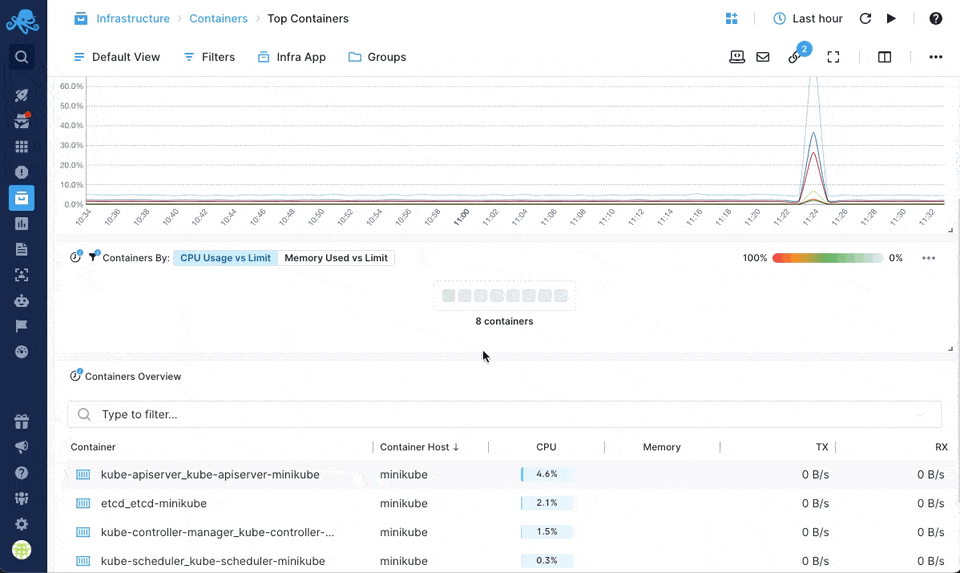 Infrastructure > Containers > Top Containers
Last hour
Default View Filters Infra App Groups
2
60.0%
50.0%
40.0%
30.0%
20.0%
10.0%
0.0%
10:34 10:36 10:38 10:40 10:42 10:44 10:46 10:48 10:50 10:52 10:54 10:56 10:58 11:00 11:02 11:04 11:06 11:08 11:10 11:12 11:14 11:16 11:18 11:20 11:22 11:24 11:26 11:28 11:30 11:32
Containers By: CPU Usage vs Limit Memory Used vs Limit 100% 0%
8 containers
Containers Overview
Type to filter...
Container Container Host ↓ CPU Memory TX RX
kube-apiserver_kube-apiserver-minikube minikube 4.6% 0 B/s 0 B/s
etcd_etcd-minikube minikube 2.1% 0 B/s 0 B/s
kube-controller-manager_kube-controller-... minikube 1.5% 0 B/s 0 B/s
kube-scheduler_kube-scheduler-minikube minikube 0.3% 0 B/s 0 B/s